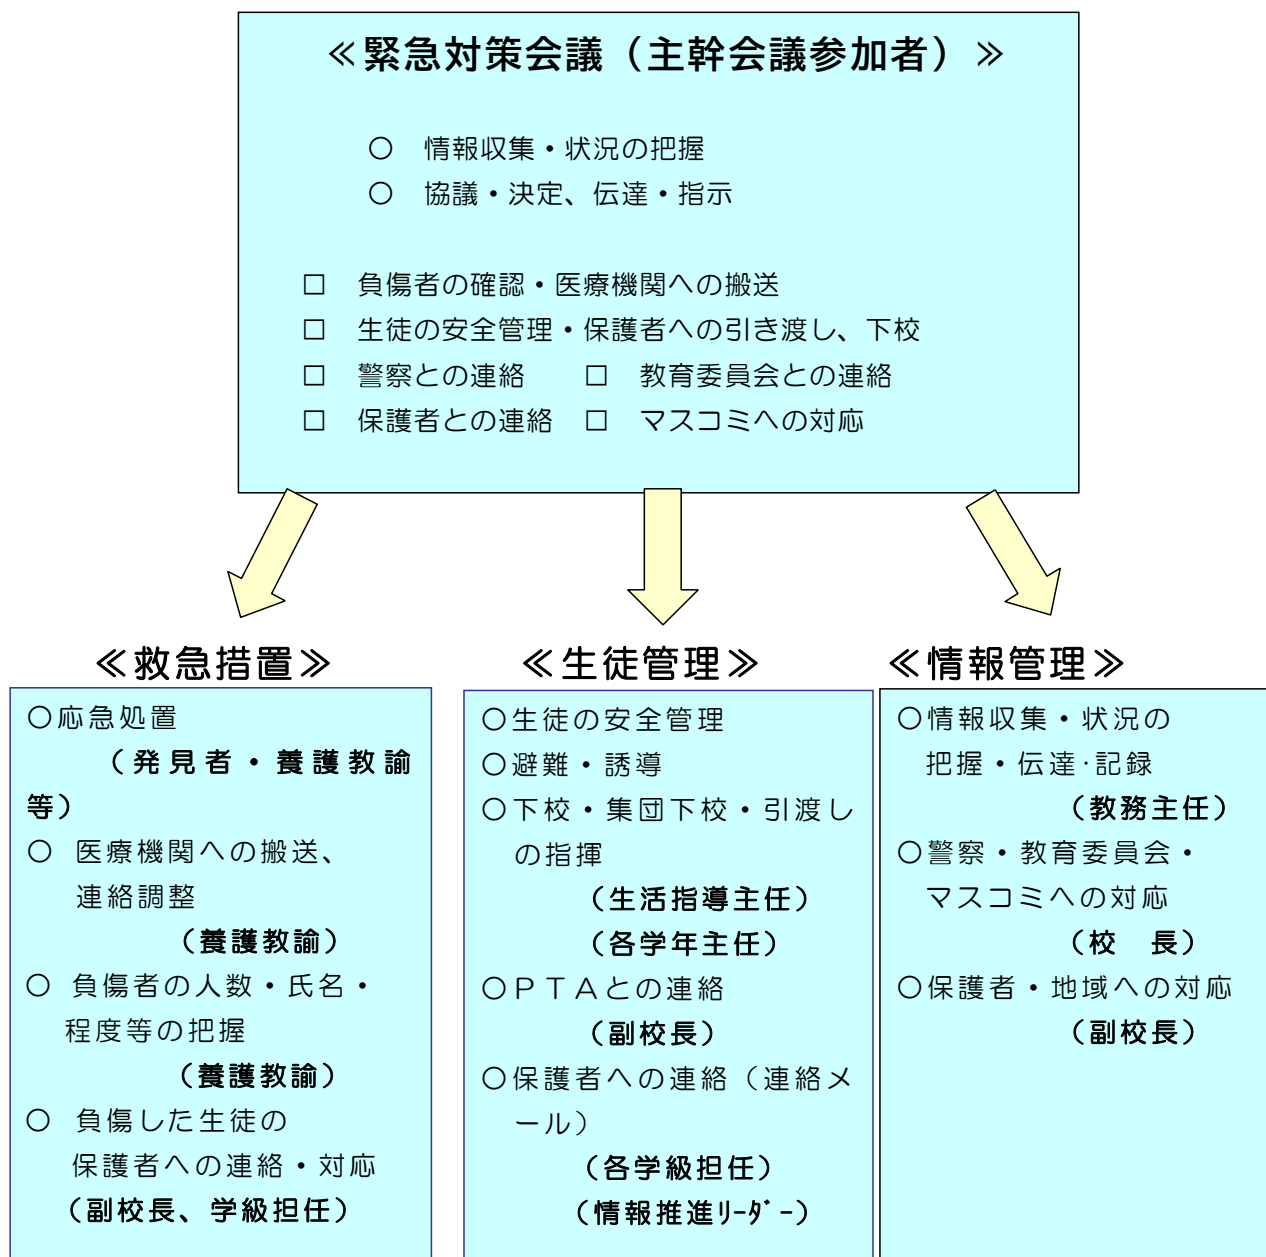 ≪緊急対策会議（主幹会議参加者）≫
○　情報収集・状況の把握
○　協議・決定、伝達・指示
□　負傷者の確認・医療機関への搬送
□　生徒の安全管理・保護者への引き渡し、下校
□　警察との連絡　　□　教育委員会との連絡
□　保護者との連絡　□　マスコミへの対応
≪救急措置≫
○応急処置
（発見者・養護教諭
等）
○　医療機関への搬送、
連絡調整
（養護教諭）
○　負傷者の人数・氏名・
程度等の把握
（養護教諭）
○　負傷した生徒の
保護者への連絡・対応
（副校長、学級担任）
≪生徒管理≫
○生徒の安全管理
○避難・誘導
○下校・集団下校・引渡し
の指揮
（生活指導主任）
（各学年主任）
○ＰＴＡとの連絡
（副校長）
○保護者への連絡（連絡メ
ール）
（各学級担任）
（情報推進ﾘｰﾀﾞｰ）
≪情報管理≫
○情報収集・状況の
把握・伝達･記録
（教務主任）
○警察・教育委員会・
マスコミへの対応
（校　長）
○保護者・地域への対応
（副校長）